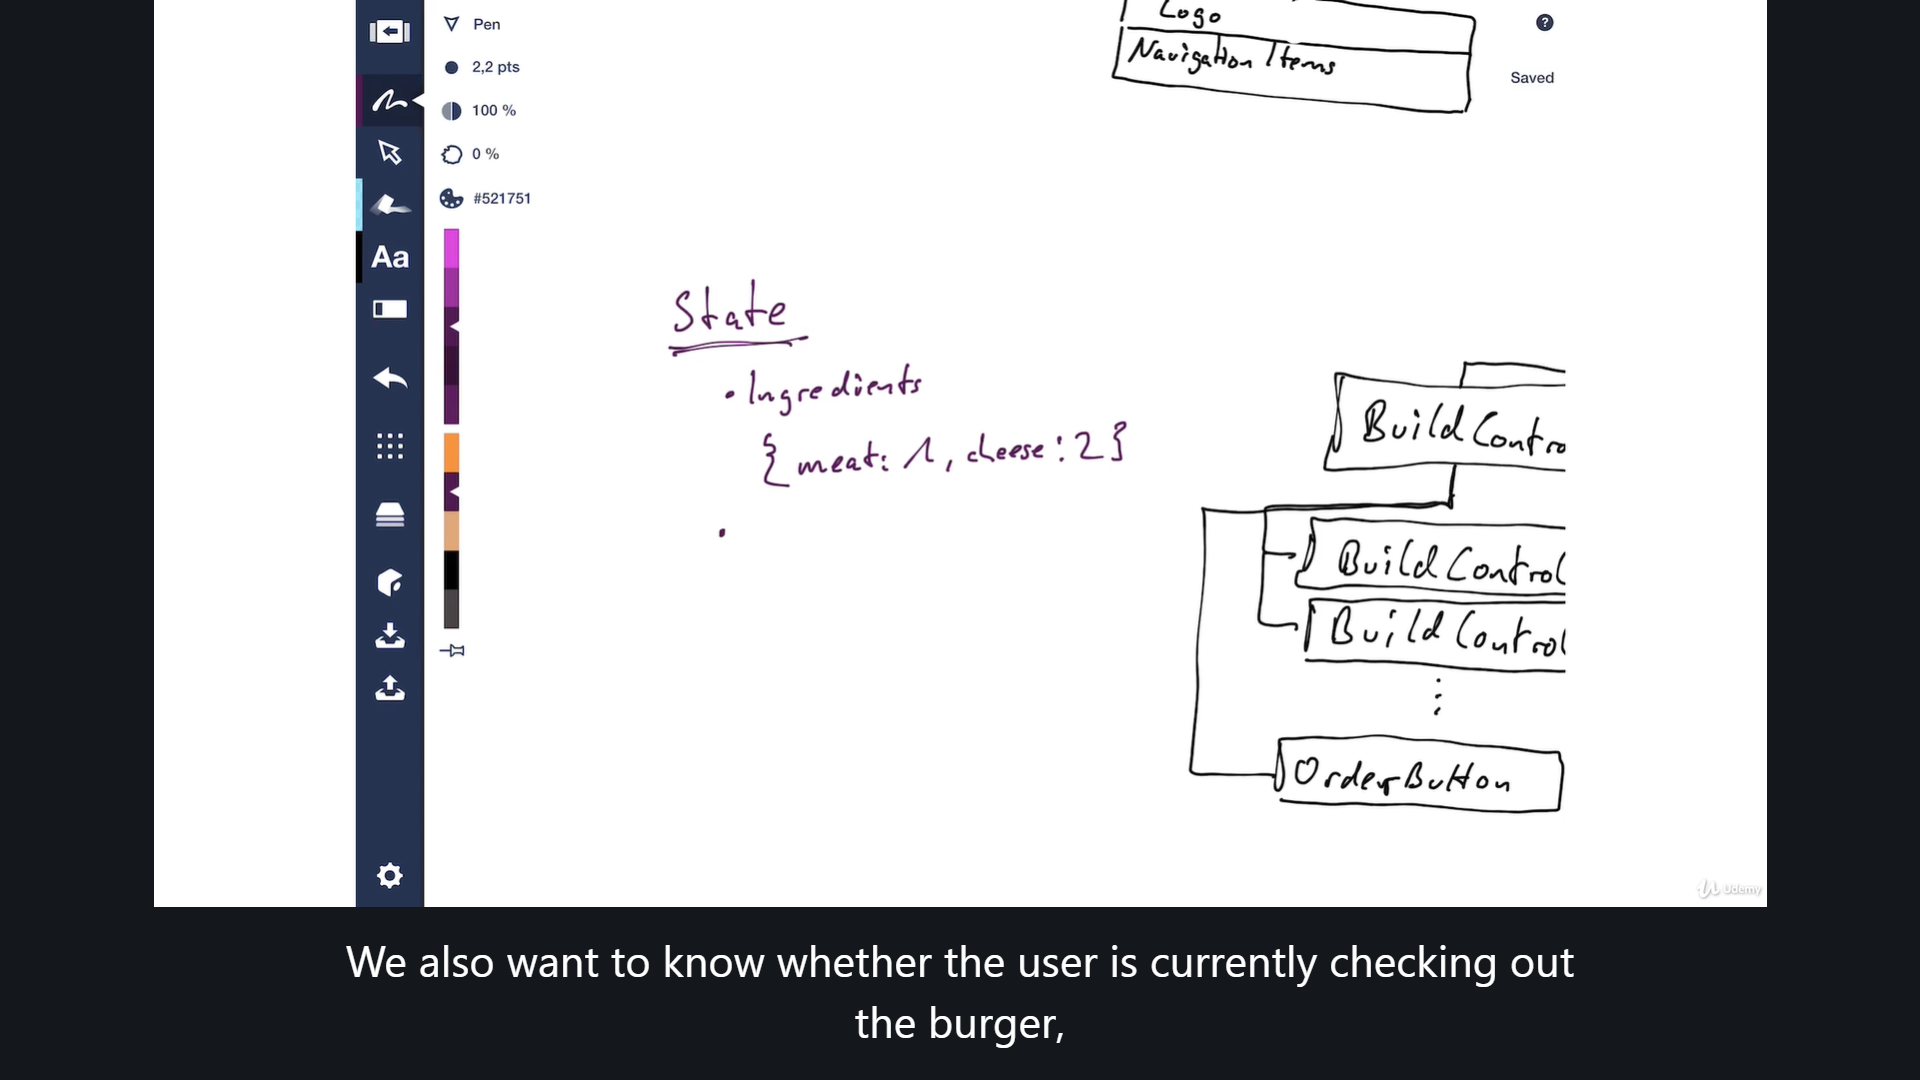 Pen
2,2 pts
100 %
0 %
#521751
Aa
Logo
Navigation Items
?
Saved
State
• Ingredients
{ meat: 1, cheese: 2 }
•
Build Contro
Build Control
Build Control
⋮
OrderButton
Udemy
We also want to know whether the user is currently checking out
the burger,